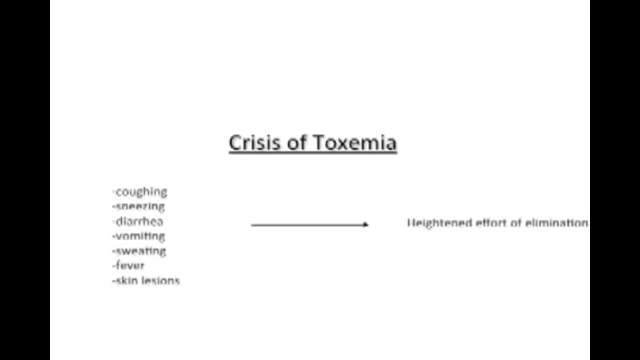 Crisis of Toxemia
-coughing
-sneezing
-diarrhea
-vomiting
-sweating
-fever
-skin lesions
Heightened effort of elimination